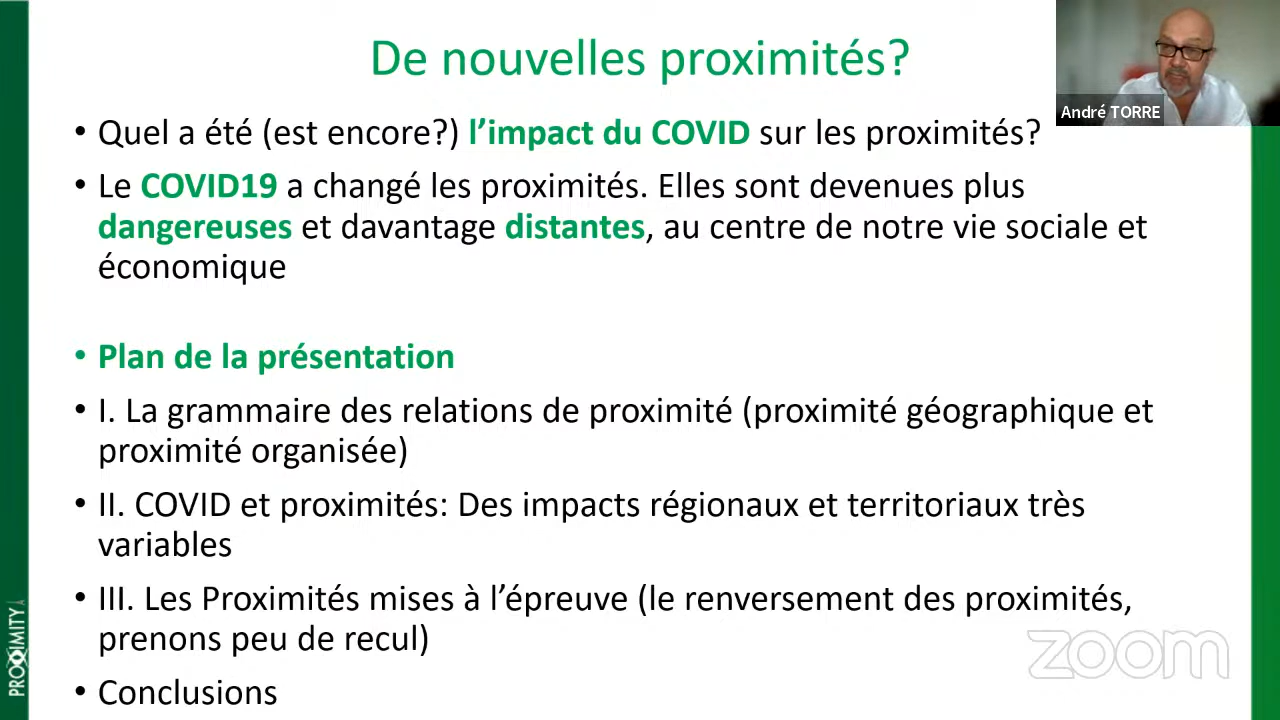 De nouvelles proximités?
André TORRE
• Quel a été (est encore?) l’impact du COVID sur les proximités?
• Le COVID19 a changé les proximités. Elles sont devenues plus
dangereuses et davantage distantes, au centre de notre vie sociale et
économique
• Plan de la présentation
• I. La grammaire des relations de proximité (proximité géographique et
proximité organisée)
• II. COVID et proximités: Des impacts régionaux et territoriaux très
variables
• III. Les Proximités mises à l’épreuve (le renversement des proximités,
prenons peu de recul)
• Conclusions
zoom
PROXIMITY